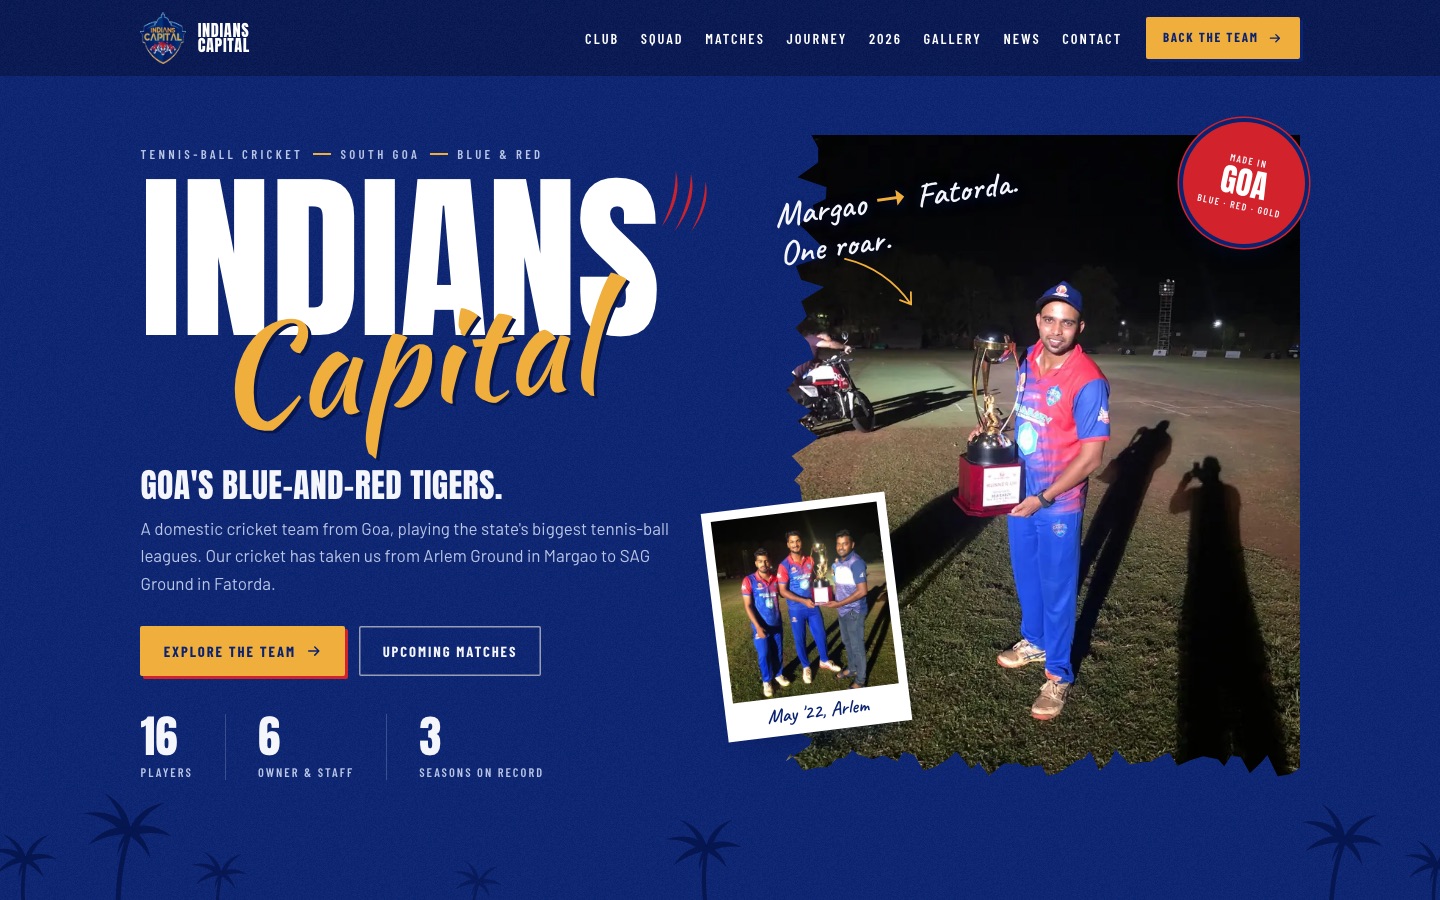 INDIANS
CAPITAL
INDIANS
CAPITAL
CLUB SQUAD MATCHES JOURNEY 2026 GALLERY NEWS CONTACT BACK THE TEAM →
TENNIS-BALL CRICKET — SOUTH GOA — BLUE & RED
INDIANS
Capital
GOA'S BLUE-AND-RED TIGERS.
A domestic cricket team from Goa, playing the state's biggest tennis-ball
leagues. Our cricket has taken us from Arlem Ground in Margao to SAG
Ground in Fatorda.
EXPLORE THE TEAM →
UPCOMING MATCHES
16
PLAYERS
6
OWNER & STAFF
3
SEASONS ON RECORD
Margao → Fatorda.
One roar.
MADE IN
GOA
BLUE · RED · GOLD
May '22, Arlem